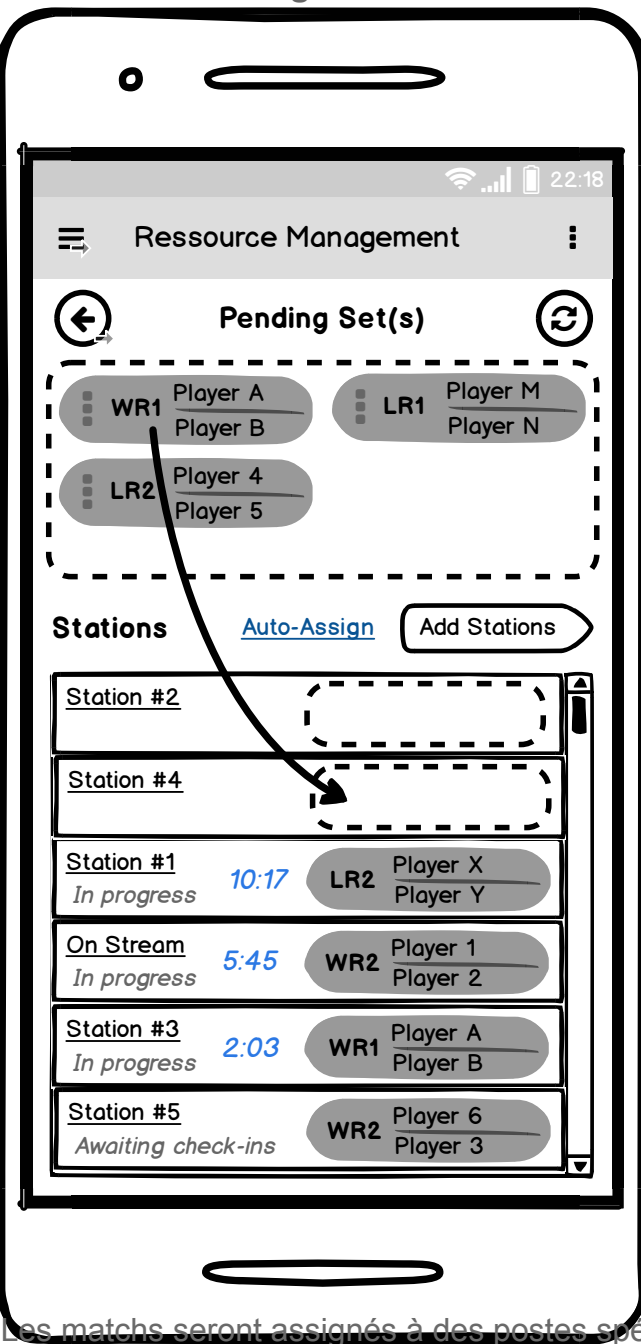 22:18
Ressource Management
Pending Set(s)
WR1 Player A
Player B
LR1 Player M
Player N
LR2 Player 4
Player 5
Stations Auto-Assign Add Stations
Station #2
Station #4
Station #1
In progress
10:17
LR2 Player X
Player Y
On Stream
In progress
5:45
WR2 Player 1
Player 2
Station #3
In progress
2:03
WR1 Player A
Player B
Station #5
Awaiting check-ins
WR2 Player 6
Player 3
Les matchs seront assignés à des postes